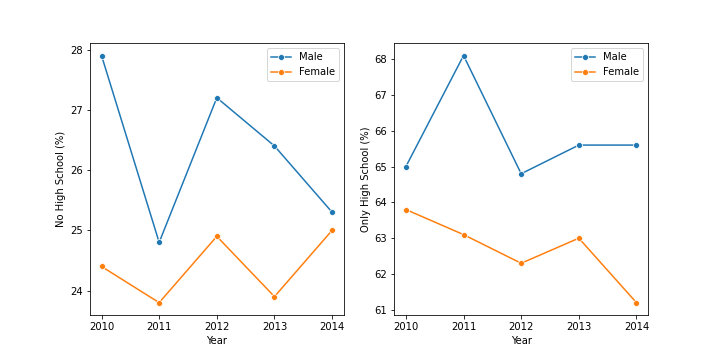 No High School (%)
28
27
26
25
24
2010 2011 2012 2013 2014
Year
Male
Female
Only High School (%)
68
67
66
65
64
63
62
61
2010 2011 2012 2013 2014
Year
Male
Female